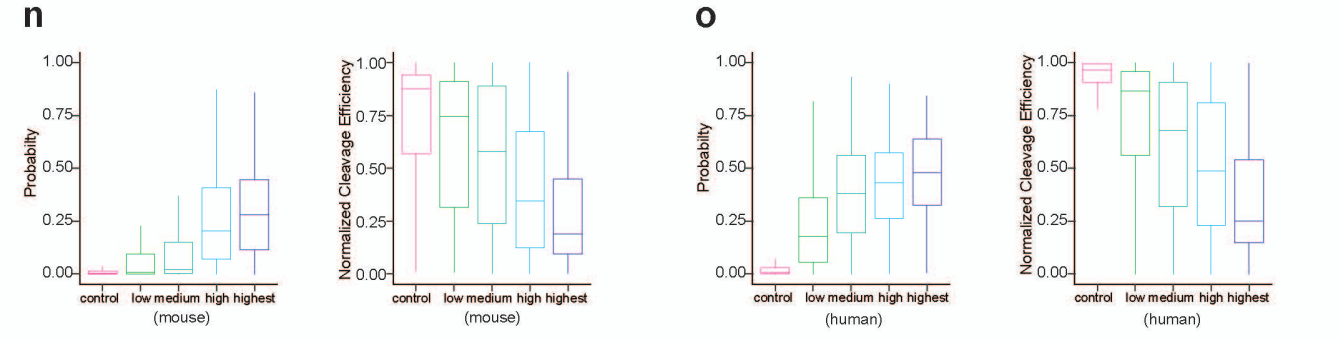 n
o
1.00
0.75
0.50
0.25
0.00
Probabilty
control low medium high highest
(mouse)
1.00
0.75
0.50
0.25
0.00
Normalized Cleavage Efficiency
control low medium high highest
(mouse)
1.00
0.75
0.50
0.25
0.00
Probabilty
control low medium high highest
(human)
1.00
0.75
0.50
0.25
0.00
Normalized Cleavage Efficiency
control low medium high highest
(human)